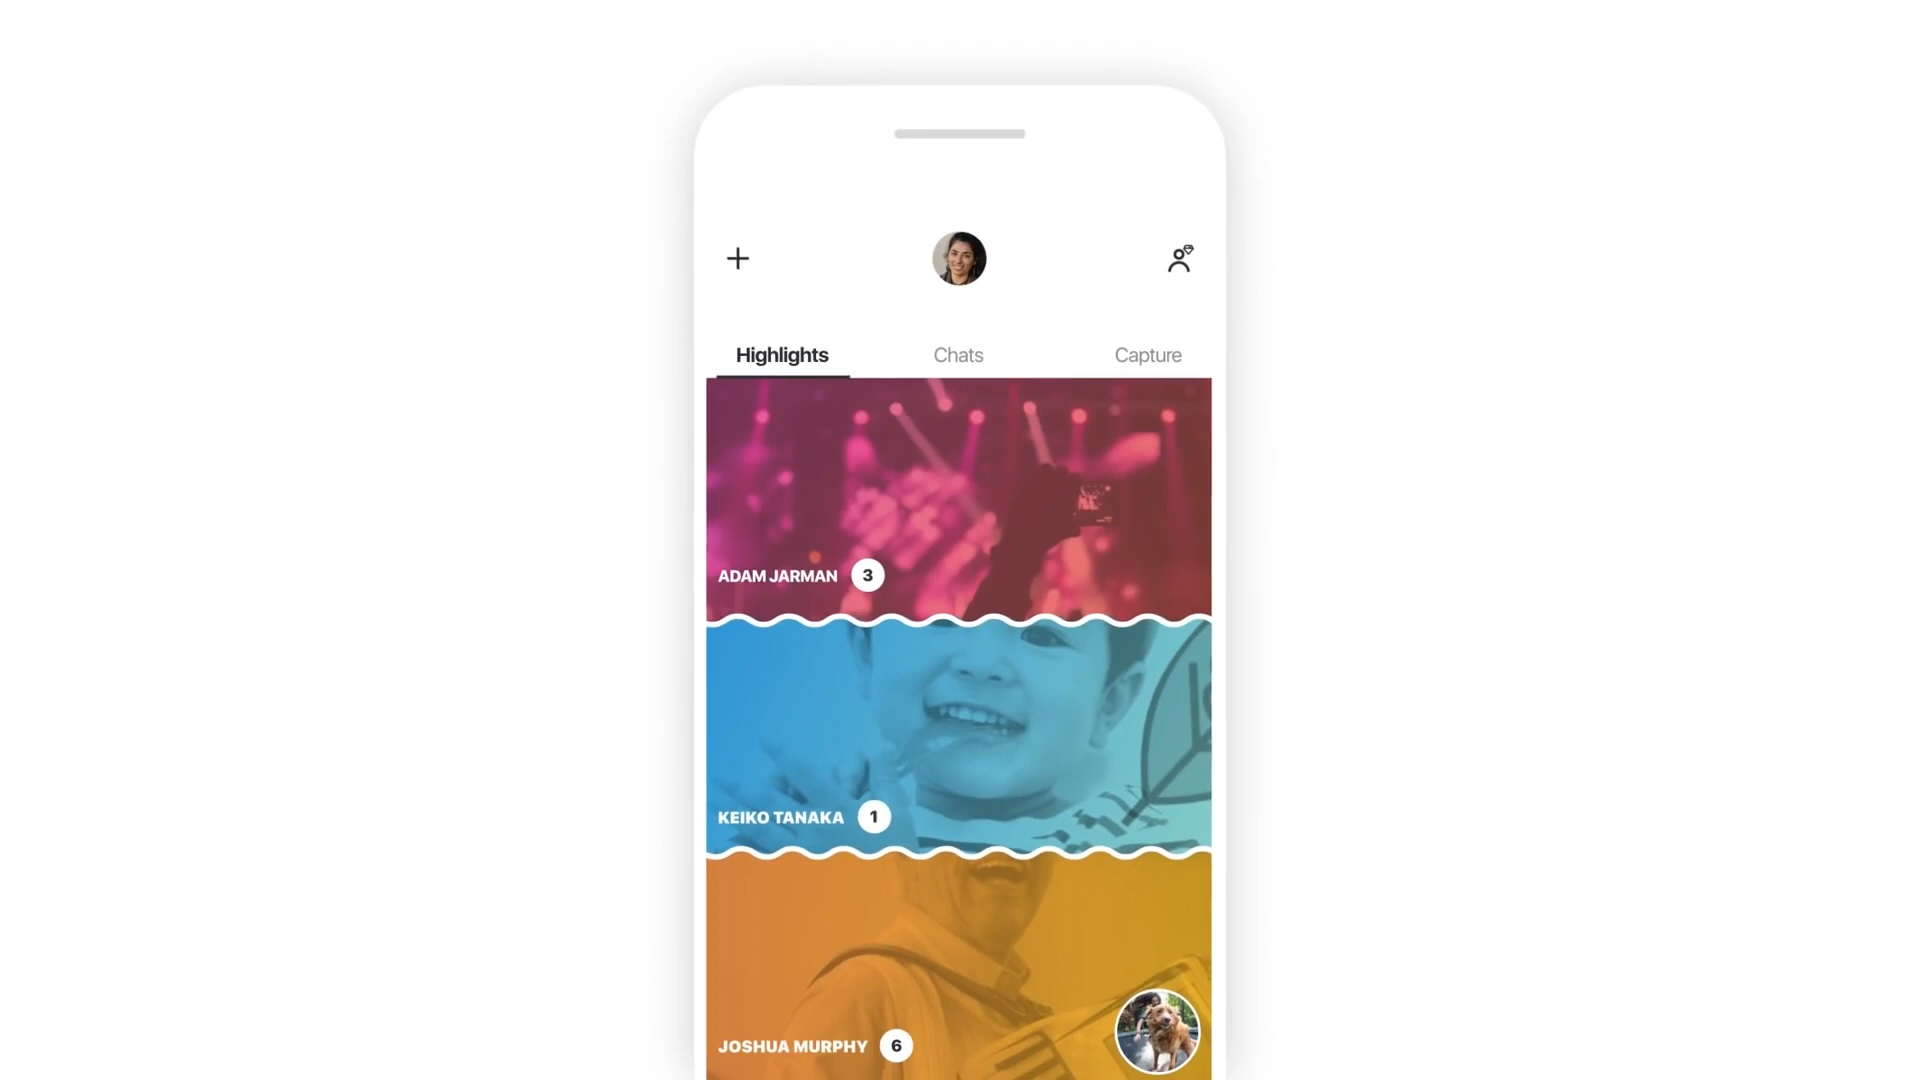 Highlights Chats Capture
ADAM JARMAN 3
KEIKO TANAKA 1
JOSHUA MURPHY 6